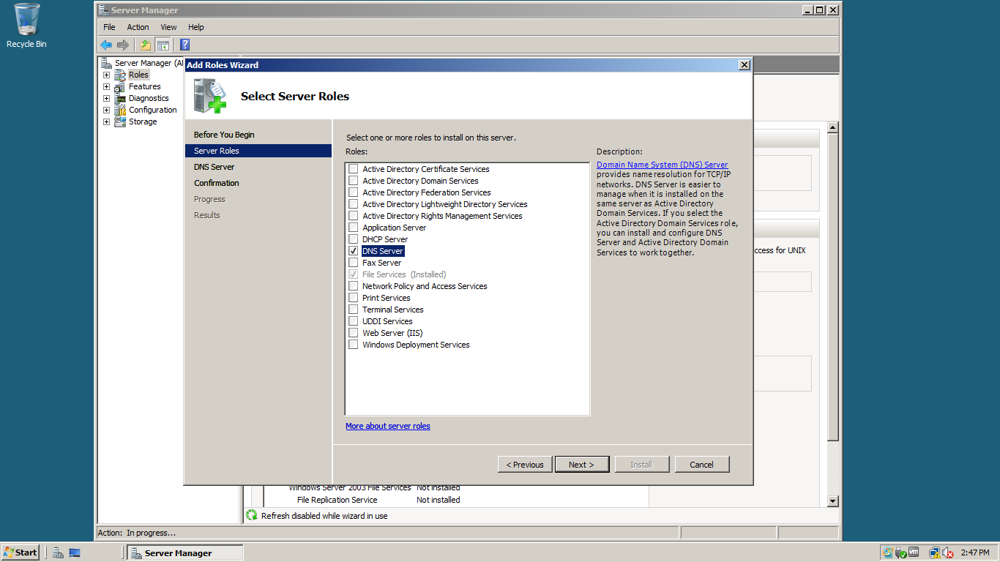 Recycle Bin
Server Manager
File Action View Help
Server Manager (A
Roles
Features
Diagnostics
Configuration
Storage
Add Roles Wizard
Select Server Roles
Before You Begin
Server Roles
DNS Server
Confirmation
Progress
Results
Select one or more roles to install on this server.
Roles:
Active Directory Certificate Services
Active Directory Domain Services
Active Directory Federation Services
Active Directory Lightweight Directory Services
Active Directory Rights Management Services
Application Server
DHCP Server
DNS Server
Fax Server
File Services (Installed)
Network Policy and Access Services
Print Services
Terminal Services
UDDI Services
Web Server (IIS)
Windows Deployment Services
More about server roles
Description:
Domain Name System (DNS) Server
provides name resolution for TCP/IP
networks. DNS Server is easier to
manage when it is installed on the
same server as Active Directory
Domain Services. If you select the
Active Directory Domain Services role,
you can install and configure DNS
Server and Active Directory Domain
Services to work together.
ccess for UNIX
< Previous Next > Install Cancel
Windows Server 2003 File Services Not installed
File Replication Service Not installed
Refresh disabled while wizard in use
Action: In progress...
Start Server Manager 2:47 PM